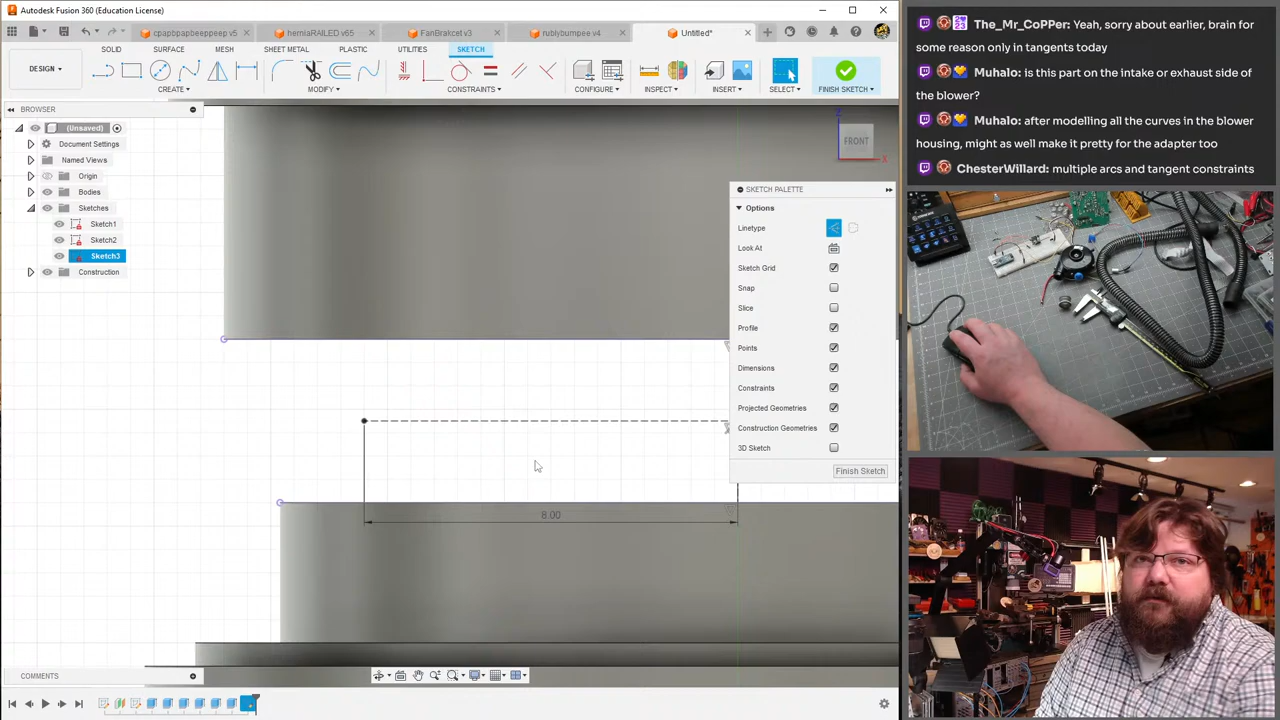 Autodesk Fusion 360 (Education License)
cpapbpapbeeppeep v5
hemiaRAILED v65
FanBrakcet v3
rublybumpee v4
Untitled*
SOLID
SURFACE
MESH
SHEET METAL
PLASTIC
UTILITIES
SKETCH
DESIGN
CREATE
MODIFY
CONSTRAINTS
CONFIGURE
INSPECT
INSERT
SELECT
FINISH SKETCH
BROWSER
(Unsaved)
Document Settings
Named Views
Origin
Bodies
Sketches
Sketch1
Sketch2
Sketch3
Construction
Z
FRONT
X
SKETCH PALETTE
Options
Linetype
Look At
Sketch Grid
Snap
Slice
Profile
Points
Dimensions
Constraints
Projected Geometries
Construction Geometries
3D Sketch
Finish Sketch
8.00
COMMENTS
The_Mr_CoPPer: Yeah, sorry about earlier, brain for
some reason only in tangents today
Muhalo: is this part on the intake or exhaust side of
the blower?
Muhalo: after modelling all the curves in the blower
housing, might as well make it pretty for the adapter too
ChesterWillard: multiple arcs and tangent constraints